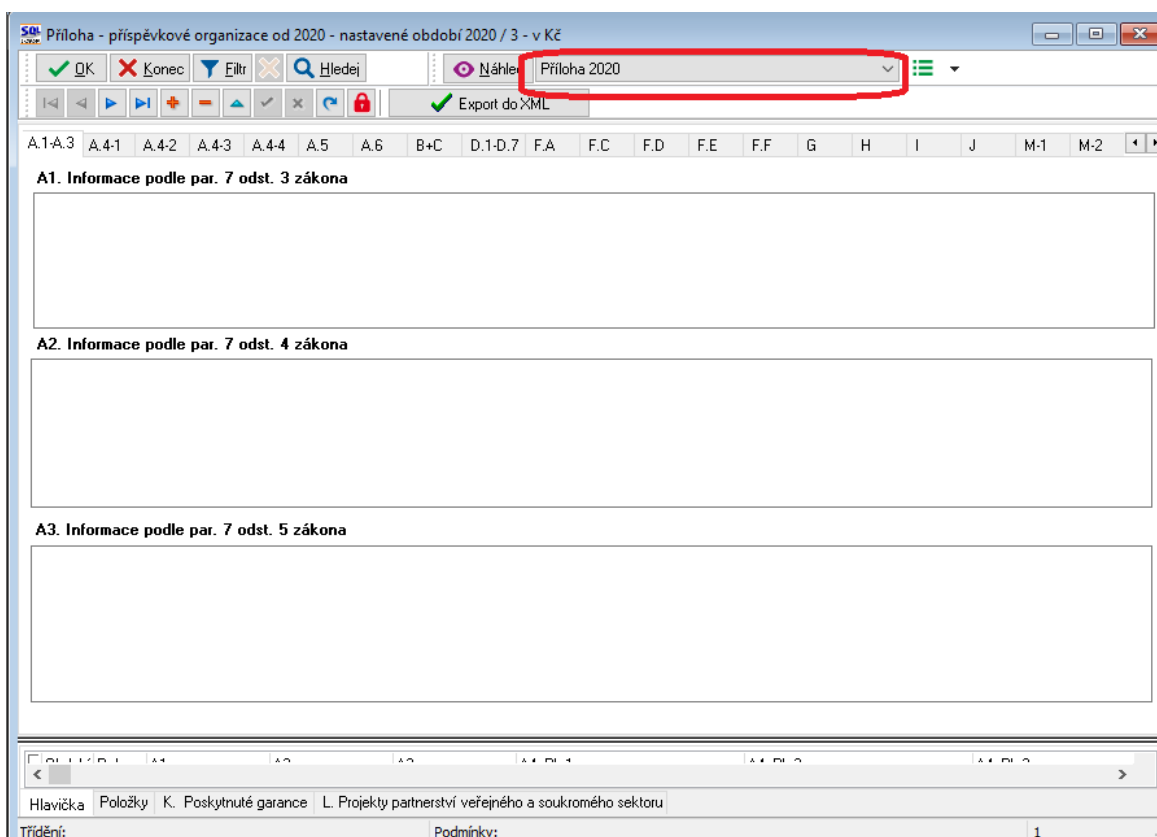 SQL Příloha - příspěvkové organizace od 2020 - nastavené období 2020 / 3 - v Kč
OK Konec Filtr Hledej Náhled Příloha 2020
Export do XML
A.1-A.3 A.4-1 A.4-2 A.4-3 A.4-4 A.5 A.6 B+C D.1-D.7 F.A F.C F.D F.E F.F G H I J M-1 M-2
A1. Informace podle par. 7 odst. 3 zákona
A2. Informace podle par. 7 odst. 4 zákona
A3. Informace podle par. 7 odst. 5 zákona
Hlavička Položky K. Poskytnuté garance L. Projekty partnerství veřejného a soukromého sektoru
Třídění: Podmínky: 1